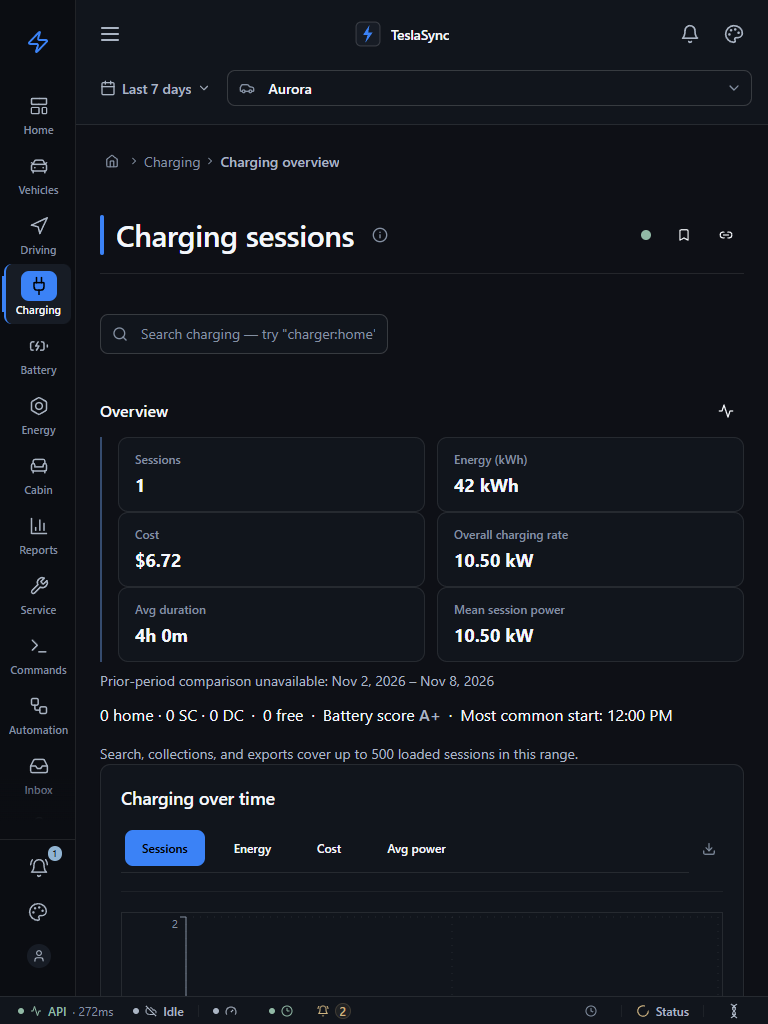 TeslaSync
Last 7 days
Aurora
Home
Vehicles
Driving
Charging
Battery
Energy
Cabin
Reports
Service
Commands
Automation
Inbox
1
Charging
Charging overview
Charging sessions
Search charging — try "charger:home'
Overview
Sessions
1
Energy (kWh)
42 kWh
Cost
$6.72
Overall charging rate
10.50 kW
Avg duration
4h 0m
Mean session power
10.50 kW
Prior-period comparison unavailable: Nov 2, 2026 – Nov 8, 2026
0 home · 0 SC · 0 DC · 0 free · Battery score A+ · Most common start: 12:00 PM
Search, collections, and exports cover up to 500 loaded sessions in this range.
Charging over time
Sessions Energy Cost Avg power
2
API · 272ms Idle 2 Status